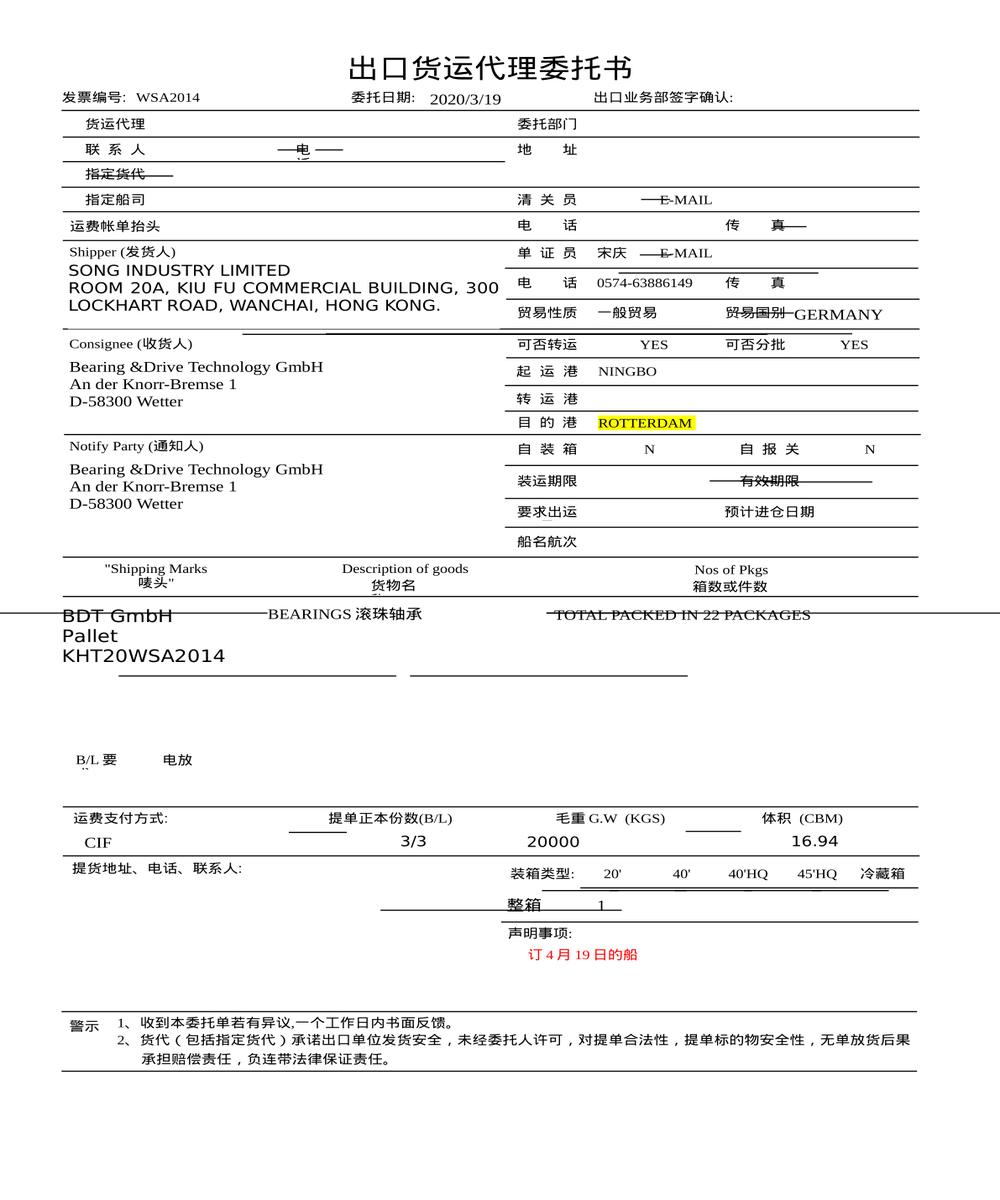 出口货运代理委托书
发票编号: WSA2014 委托日期: 2020/3/19 出口业务部签字确认:
货运代理 委托部门
联 系 人 电 地 址
指定货代
指定船司 清 关 员 E-MAIL
运费帐单抬头 电 话 传 真
Shipper (发货人) 单 证 员 宋庆 E-MAIL
SONG INDUSTRY LIMITED
ROOM 20A, KIU FU COMMERCIAL BUILDING, 300 电 话 0574-63886149 传 真
LOCKHART ROAD, WANCHAI, HONG KONG. 贸易性质 一般贸易 贸易国别 GERMANY
Consignee (收货人) 可否转运 YES 可否分批 YES
Bearing &Drive Technology GmbH 起 运 港 NINGBO
An der Knorr-Bremse 1
D-58300 Wetter 转 运 港
目 的 港 ROTTERDAM
Notify Party (通知人) 自 装 箱 N 自 报 关 N
Bearing &Drive Technology GmbH
An der Knorr-Bremse 1 装运期限 有效期限
D-58300 Wetter
要求出运 预计进仓日期
船名航次
"Shipping Marks Description of goods Nos of Pkgs
唛头" 货物名 箱数或件数
BDT GmbH BEARINGS 滚珠轴承 TOTAL PACKED IN 22 PACKAGES
Pallet
KHT20WSA2014
B/L 要 电放
运费支付方式: 提单正本份数(B/L) 毛重 G.W (KGS) 体积 (CBM)
CIF 3/3 20000 16.94
提货地址、电话、联系人: 装箱类型: 20' 40' 40'HQ 45'HQ 冷藏箱
整箱 1
声明事项:
订 4 月 19 日的船
警示 1、收到本委托单若有异议,一个工作日内书面反馈。
2、货代（包括指定货代）承诺出口单位发货安全，未经委托人许可，对提单合法性，提单标的物安全性，无单放货后果
承担赔偿责任，负连带法律保证责任。